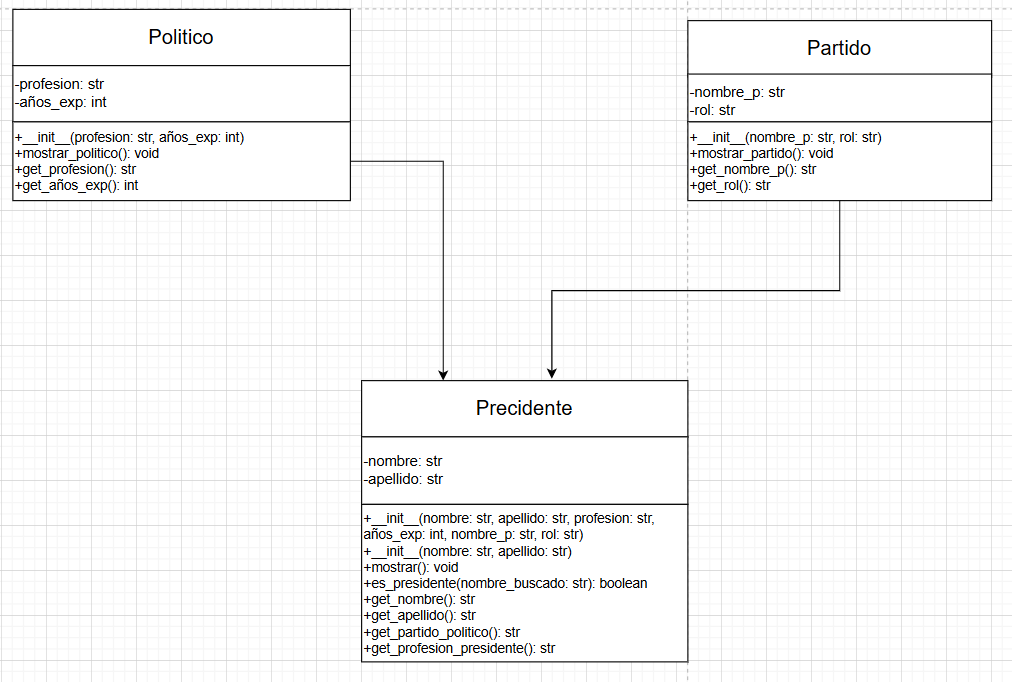 Politico
-profesion: str
-años_exp: int
+__init__(profesion: str, años_exp: int)
+mostrar_politico(): void
+get_profesion(): str
+get_años_exp(): int
Partido
-nombre_p: str
-rol: str
+__init__(nombre_p: str, rol: str)
+mostrar_partido(): void
+get_nombre_p(): str
+get_rol(): str
Precidente
-nombre: str
-apellido: str
+__init__(nombre: str, apellido: str, profesion: str,
años_exp: int, nombre_p: str, rol: str)
+__init__(nombre: str, apellido: str)
+mostrar(): void
+es_presidente(nombre_buscado: str): boolean
+get_nombre(): str
+get_apellido(): str
+get_partido_politico(): str
+get_profesion_presidente(): str